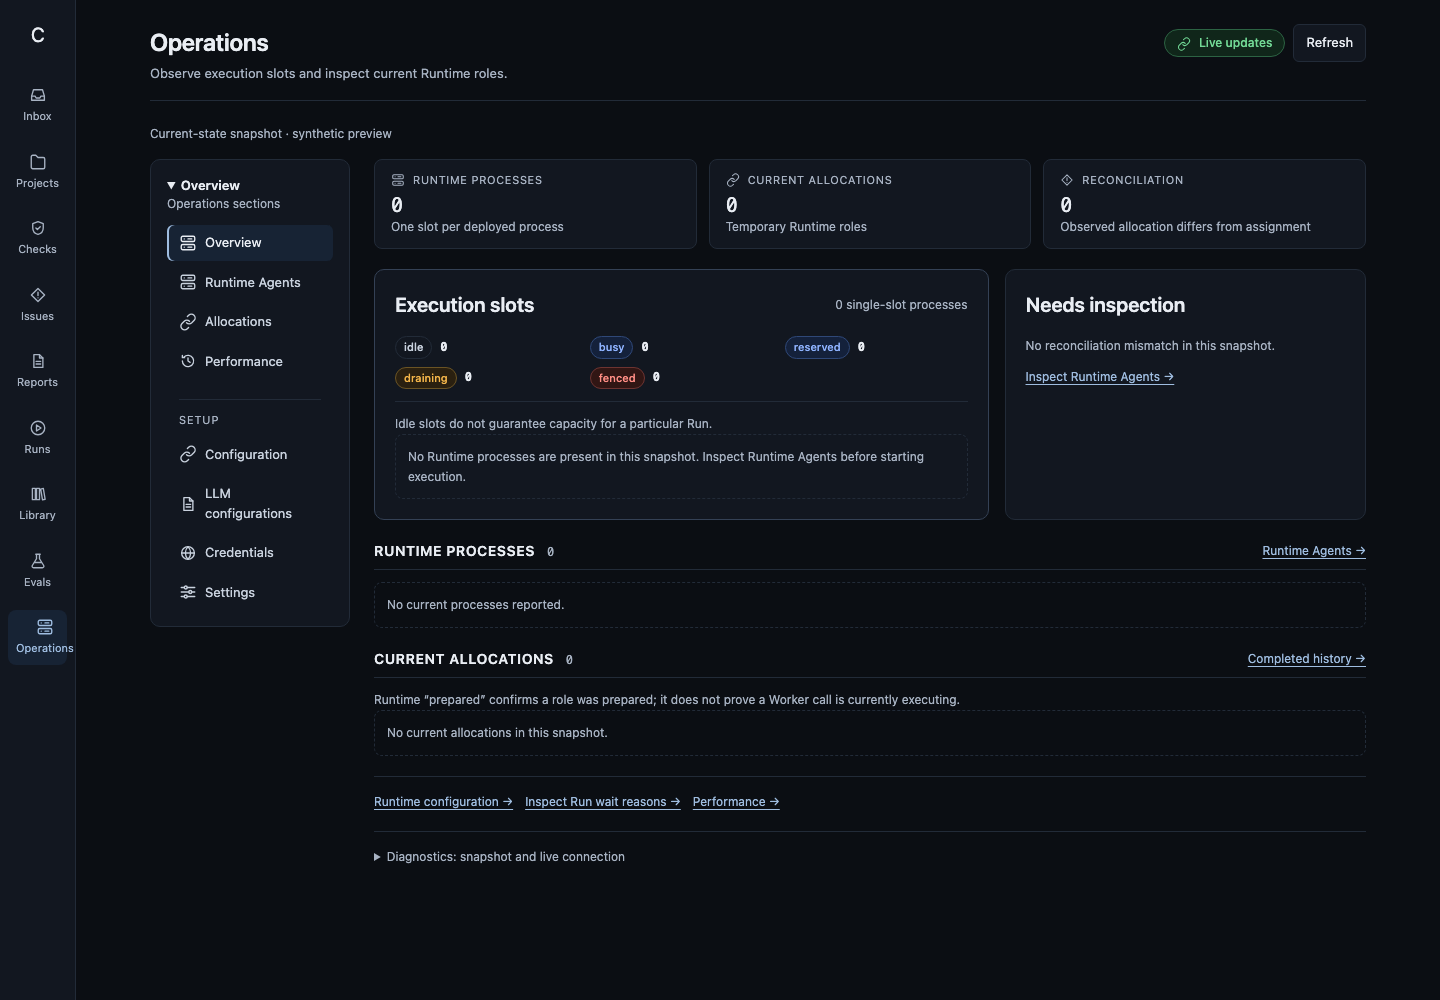 C
Inbox
Projects
Checks
Issues
Reports
Runs
Library
Evals
Operations
Operations
Observe execution slots and inspect current Runtime roles.
Live updates
Refresh
Current-state snapshot · synthetic preview
▼ Overview
Operations sections
Overview
Runtime Agents
Allocations
Performance
SETUP
Configuration
LLM
configurations
Credentials
Settings
RUNTIME PROCESSES
0
One slot per deployed process
CURRENT ALLOCATIONS
0
Temporary Runtime roles
RECONCILIATION
0
Observed allocation differs from assignment
Execution slots
0 single-slot processes
idle 0
busy 0
reserved 0
draining 0
fenced 0
Idle slots do not guarantee capacity for a particular Run.
No Runtime processes are present in this snapshot. Inspect Runtime Agents before starting
execution.
Needs inspection
No reconciliation mismatch in this snapshot.
Inspect Runtime Agents →
RUNTIME PROCESSES 0
Runtime Agents →
No current processes reported.
CURRENT ALLOCATIONS 0
Completed history →
Runtime “prepared” confirms a role was prepared; it does not prove a Worker call is currently executing.
No current allocations in this snapshot.
Runtime configuration → Inspect Run wait reasons → Performance →
▶ Diagnostics: snapshot and live connection